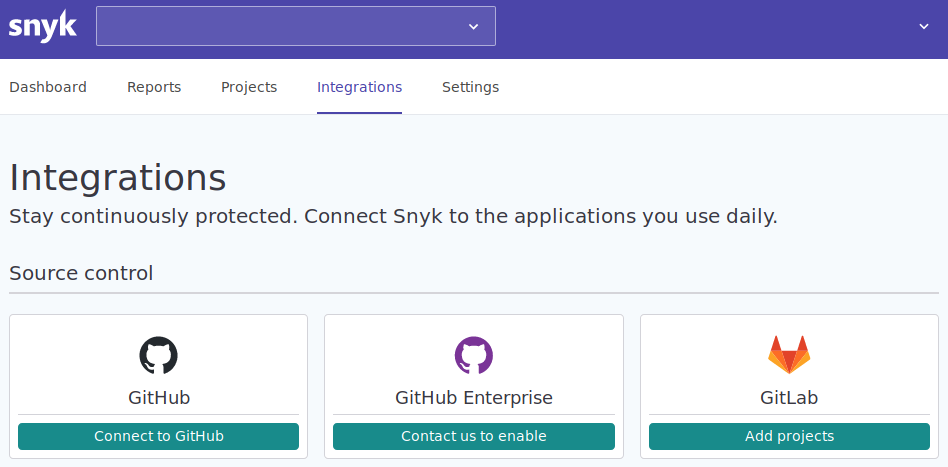 snyk
Dashboard Reports Projects Integrations Settings
Integrations
Stay continuously protected. Connect Snyk to the applications you use daily.
Source control
GitHub GitHub Enterprise GitLab
Connect to GitHub Contact us to enable Add projects